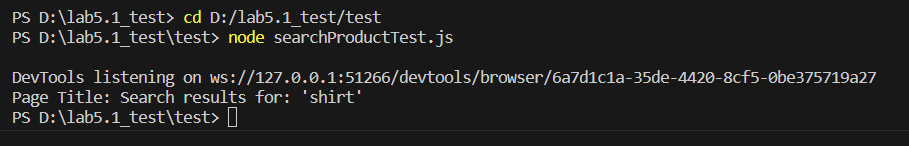 PS D:\lab5.1_test> cd D:/lab5.1_test/test
PS D:\lab5.1_test\test> node searchProductTest.js
DevTools listening on ws://127.0.0.1:51266/devtools/browser/6a7d1c1a-35de-4420-8cf5-0be375719a27
Page Title: Search results for: 'shirt'
PS D:\lab5.1_test\test>